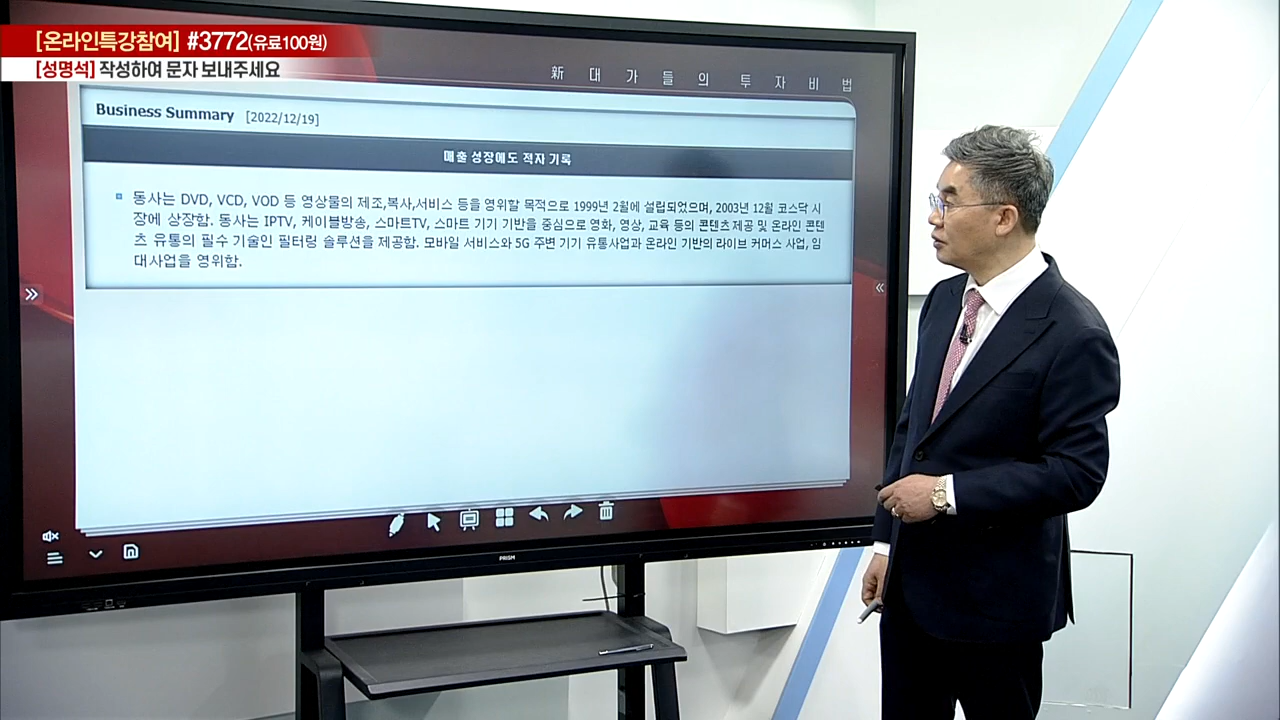 [온라인특강참여] #3772(유료100원)
[성명석] 작성하여 문자 보내주세요
新 대 가 들 의 투 자 비 법
Business Summary [2022/12/19]
매출 성장에도 적자 기록
동사는 DVD, VCD, VOD 등 영상물의 제조,복사,서비스 등을 영위할 목적으로 1999년 2월에 설립되었으며, 2003년 12월 코스닥 시
장에 상장함. 동사는 IPTV, 케이블방송, 스마트TV, 스마트 기기 기반을 중심으로 영화, 영상, 교육 등의 콘텐츠 제공 및 온라인 콘텐
츠 유통의 필수 기술인 필터링 솔루션을 제공함. 모바일 서비스와 5G 주변 기기 유통사업과 온라인 기반의 라이브 커머스 사업, 임
대사업을 영위함.
PRISM